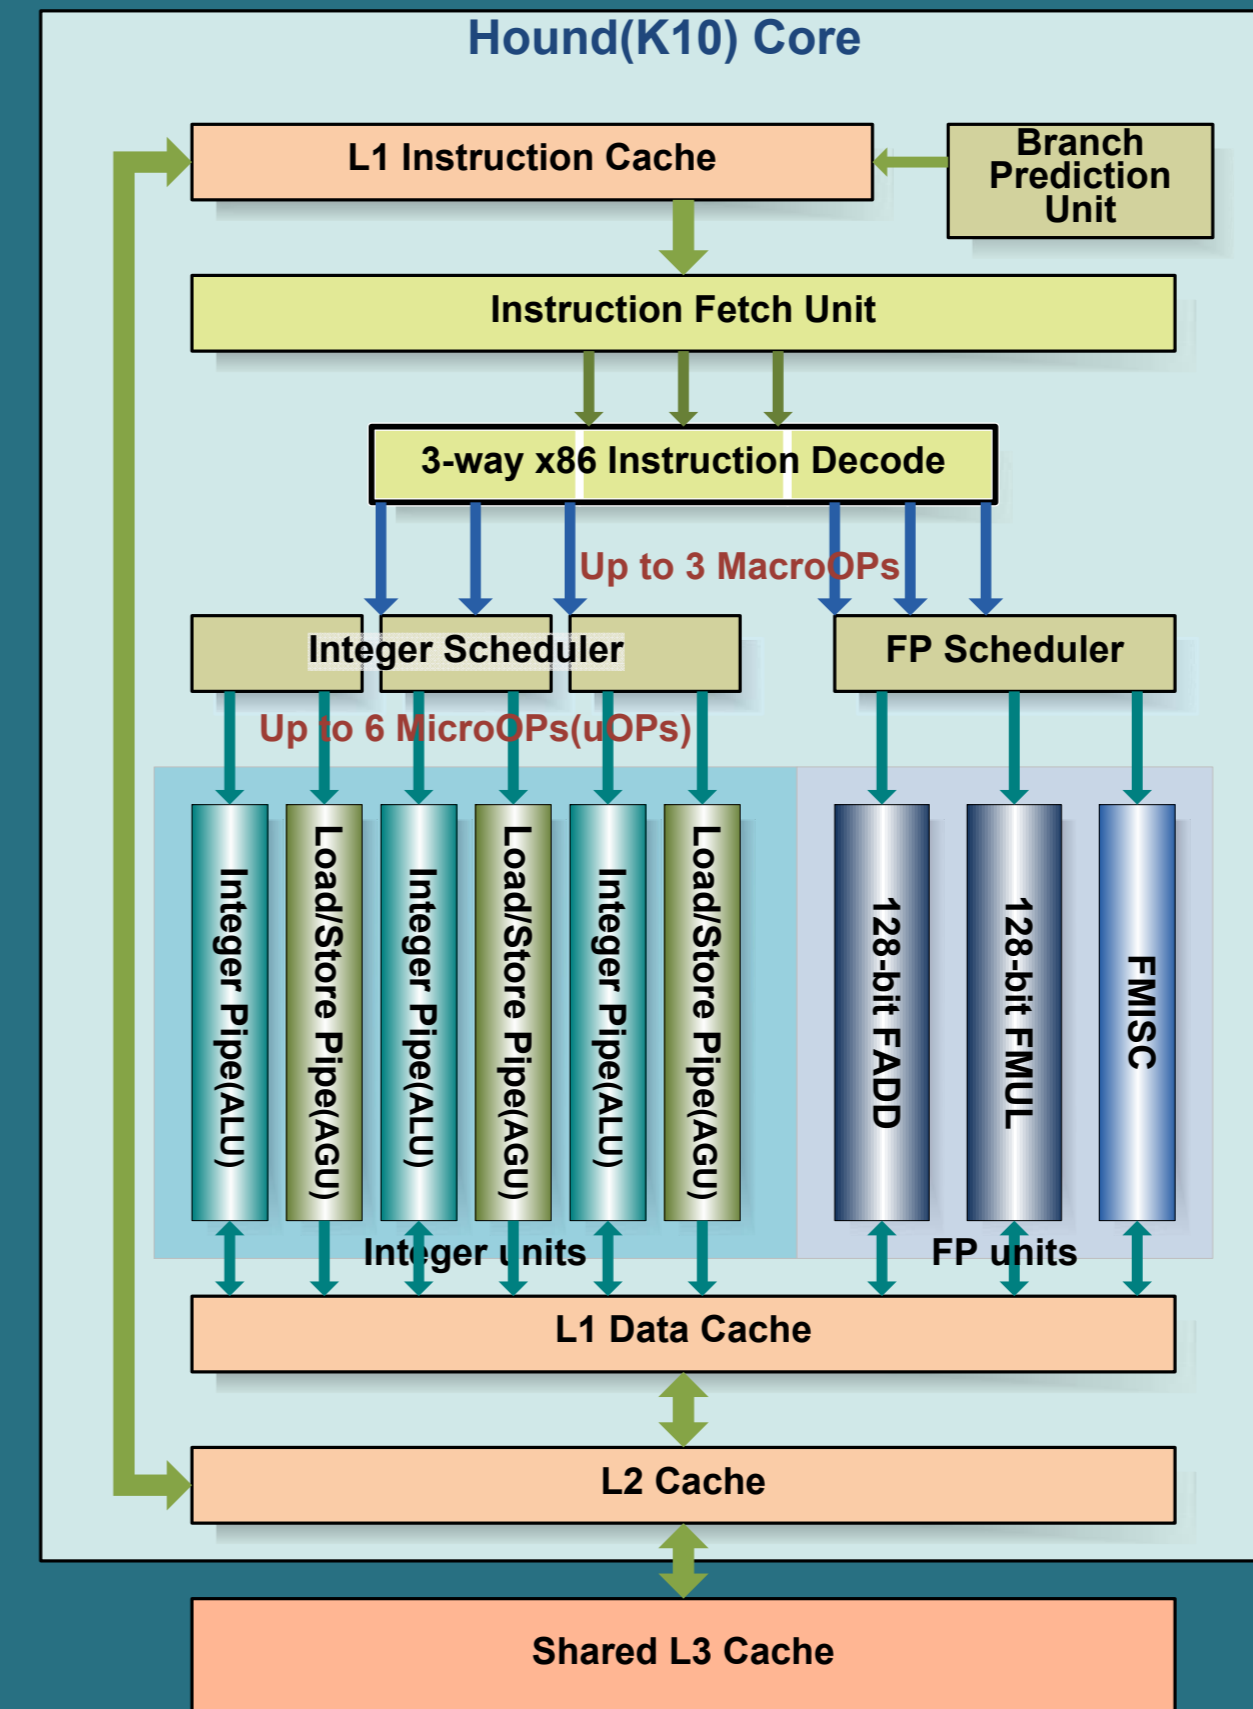 Hound(K10) Core
L1 Instruction Cache
Branch
Prediction
Unit
Instruction Fetch Unit
3-way x86 Instruction Decode
Up to 3 MacroOPs
Integer Scheduler
FP Scheduler
Up to 6 MicroOPs(uOPs)
Integer Pipe(ALU)
Load/Store Pipe(AGU)
Integer Pipe(ALU)
Load/Store Pipe(AGU)
Integer Pipe(ALU)
Load/Store Pipe(AGU)
128-bit FADD
128-bit FMUL
FMISC
Integer units
FP units
L1 Data Cache
L2 Cache
Shared L3 Cache